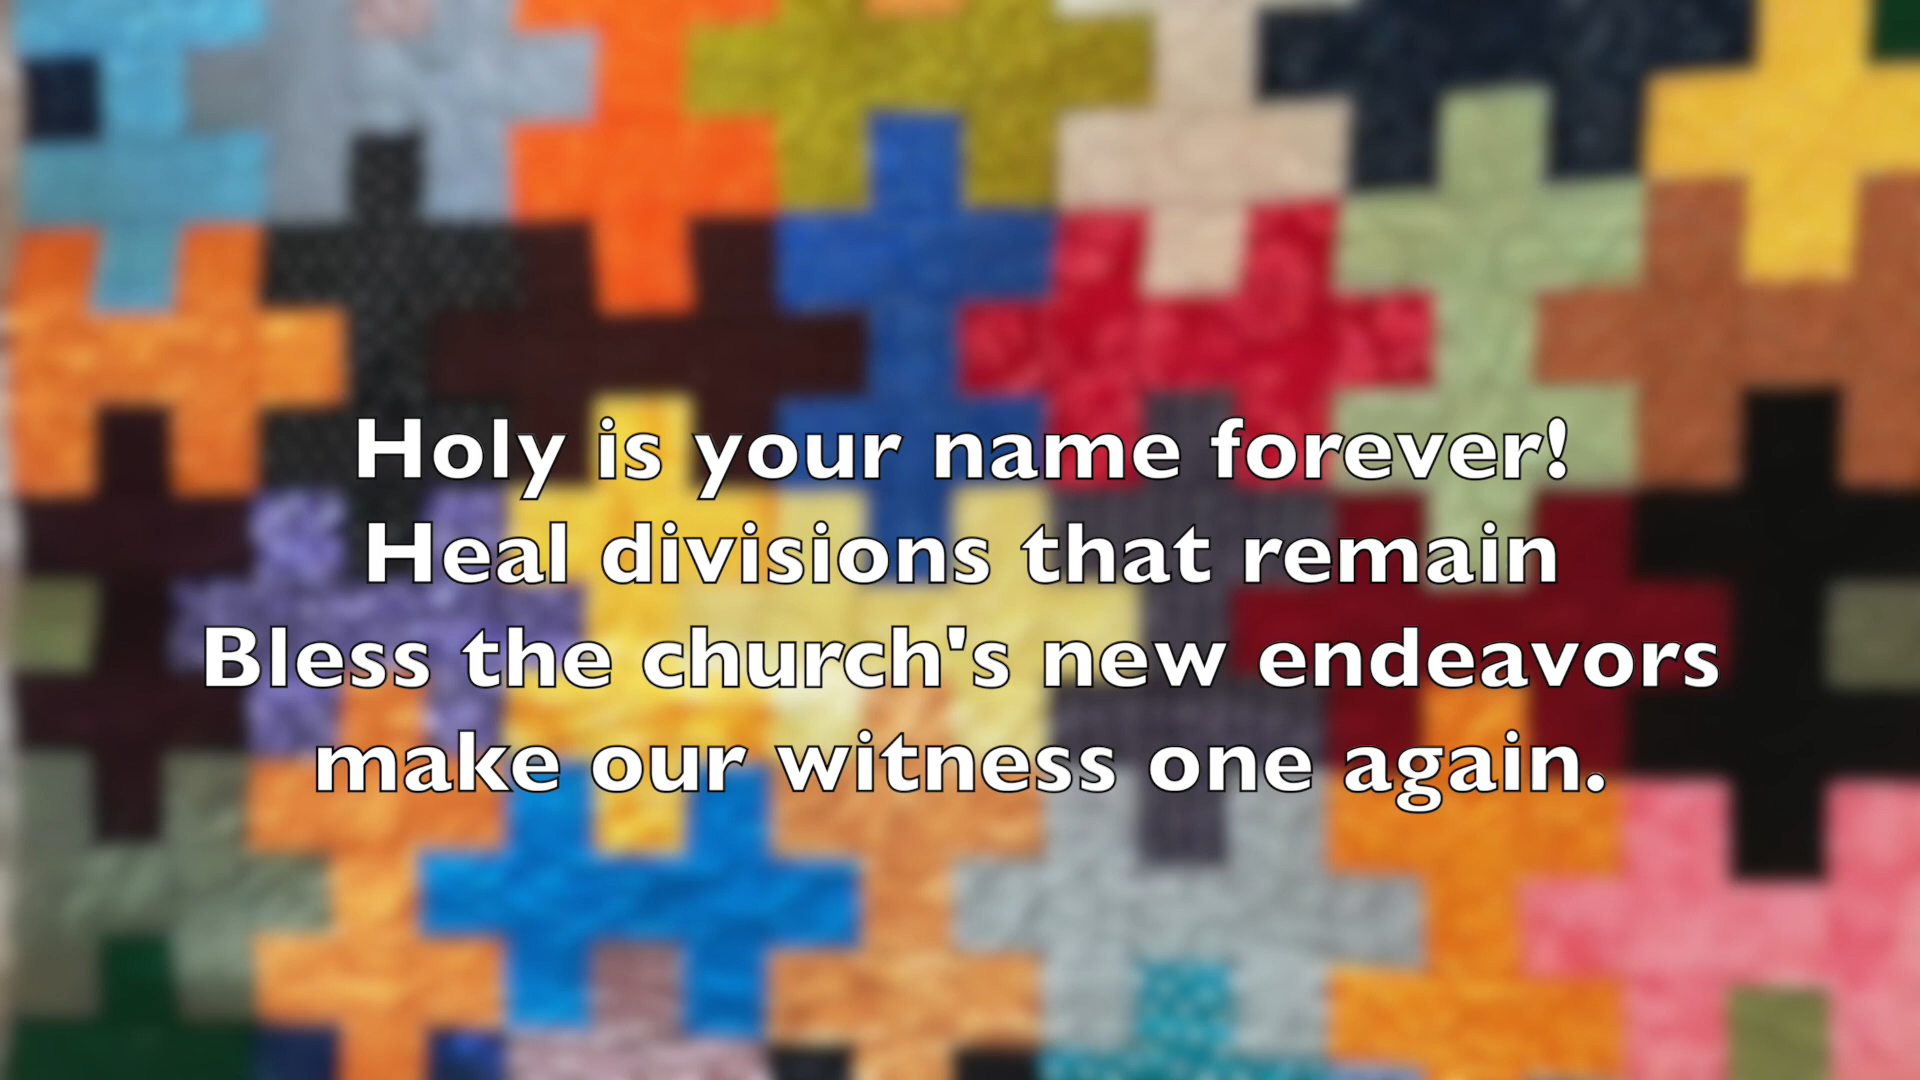 Holy is your name forever!
Heal divisions that remain
Bless the church's new endeavors
make our witness one again.